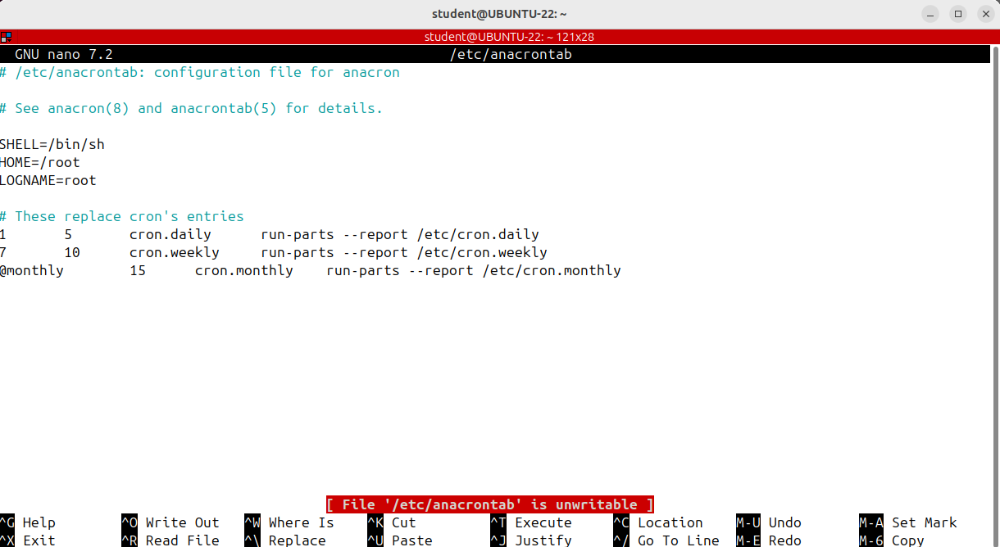 student@UBUNTU-22: ~
student@UBUNTU-22: ~ 121x28
GNU nano 7.2 /etc/anacrontab
# /etc/anacrontab: configuration file for anacron
# See anacron(8) and anacrontab(5) for details.
SHELL=/bin/sh
HOME=/root
LOGNAME=root
# These replace cron's entries
1 5 cron.daily run-parts --report /etc/cron.daily
7 10 cron.weekly run-parts --report /etc/cron.weekly
@monthly 15 cron.monthly run-parts --report /etc/cron.monthly
[ File '/etc/anacrontab' is unwritable ]
^G Help ^O Write Out ^W Where Is ^K Cut ^T Execute ^C Location M-U Undo M-A Set Mark
^X Exit ^R Read File ^\ Replace ^U Paste ^J Justify ^/ Go To Line M-E Redo M-6 Copy